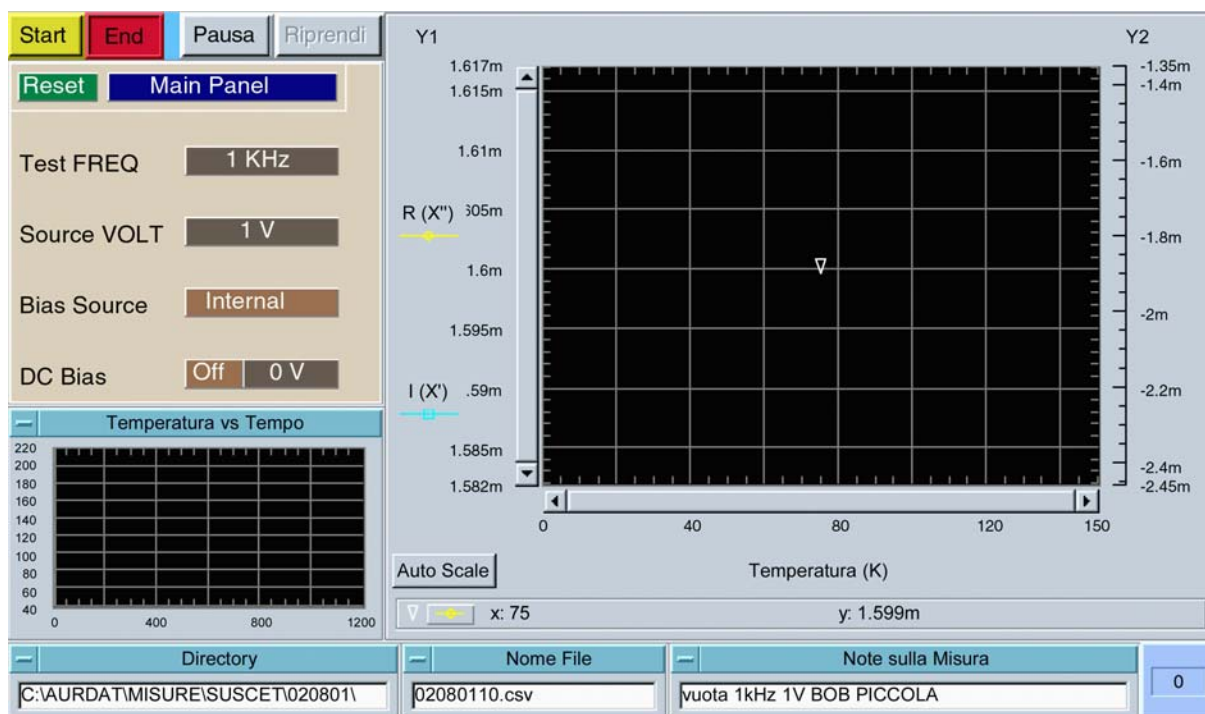 Start End Pausa Riprendi
Reset Main Panel
Test FREQ 1 KHz
Source VOLT 1 V
Bias Source Internal
DC Bias Off 0 V
Temperatura vs Tempo
220
200
180
160
140
120
100
80
60
40
0 400 800 1200
Y1
1.617m
1.615m
1.61m
R (X") 605m
1.6m
1.595m
I (X') .59m
1.585m
1.582m
Y2
-1.35m
-1.4m
-1.6m
-1.8m
-2m
-2.2m
-2.4m
-2.45m
0 40 80 120 150
Auto Scale Temperatura (K)
x: 75 y: 1.599m
Directory
C:\AURDAT\MISURE\SUSCET\020801\
Nome File
02080110.csv
Note sulla Misura
vuota 1kHz 1V BOB PICCOLA
0